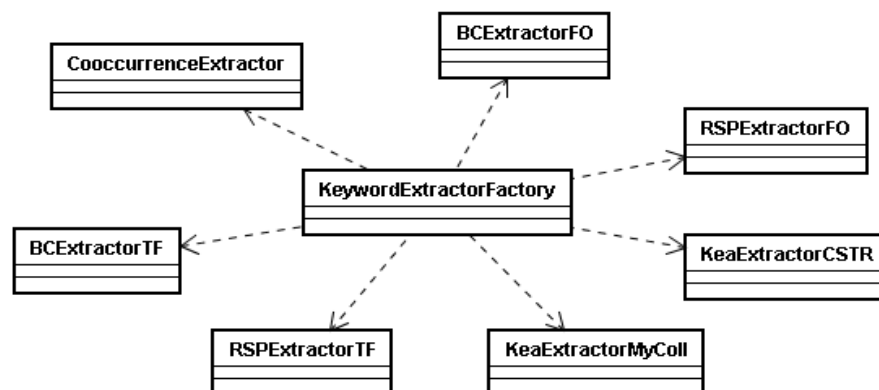 BCExtractorFO
CooccurrenceExtractor
RSPExtractorFO
KeywordExtractorFactory
BCExtractorTF
KeaExtractorCSTR
RSPExtractorTF
KeaExtractorMyColl